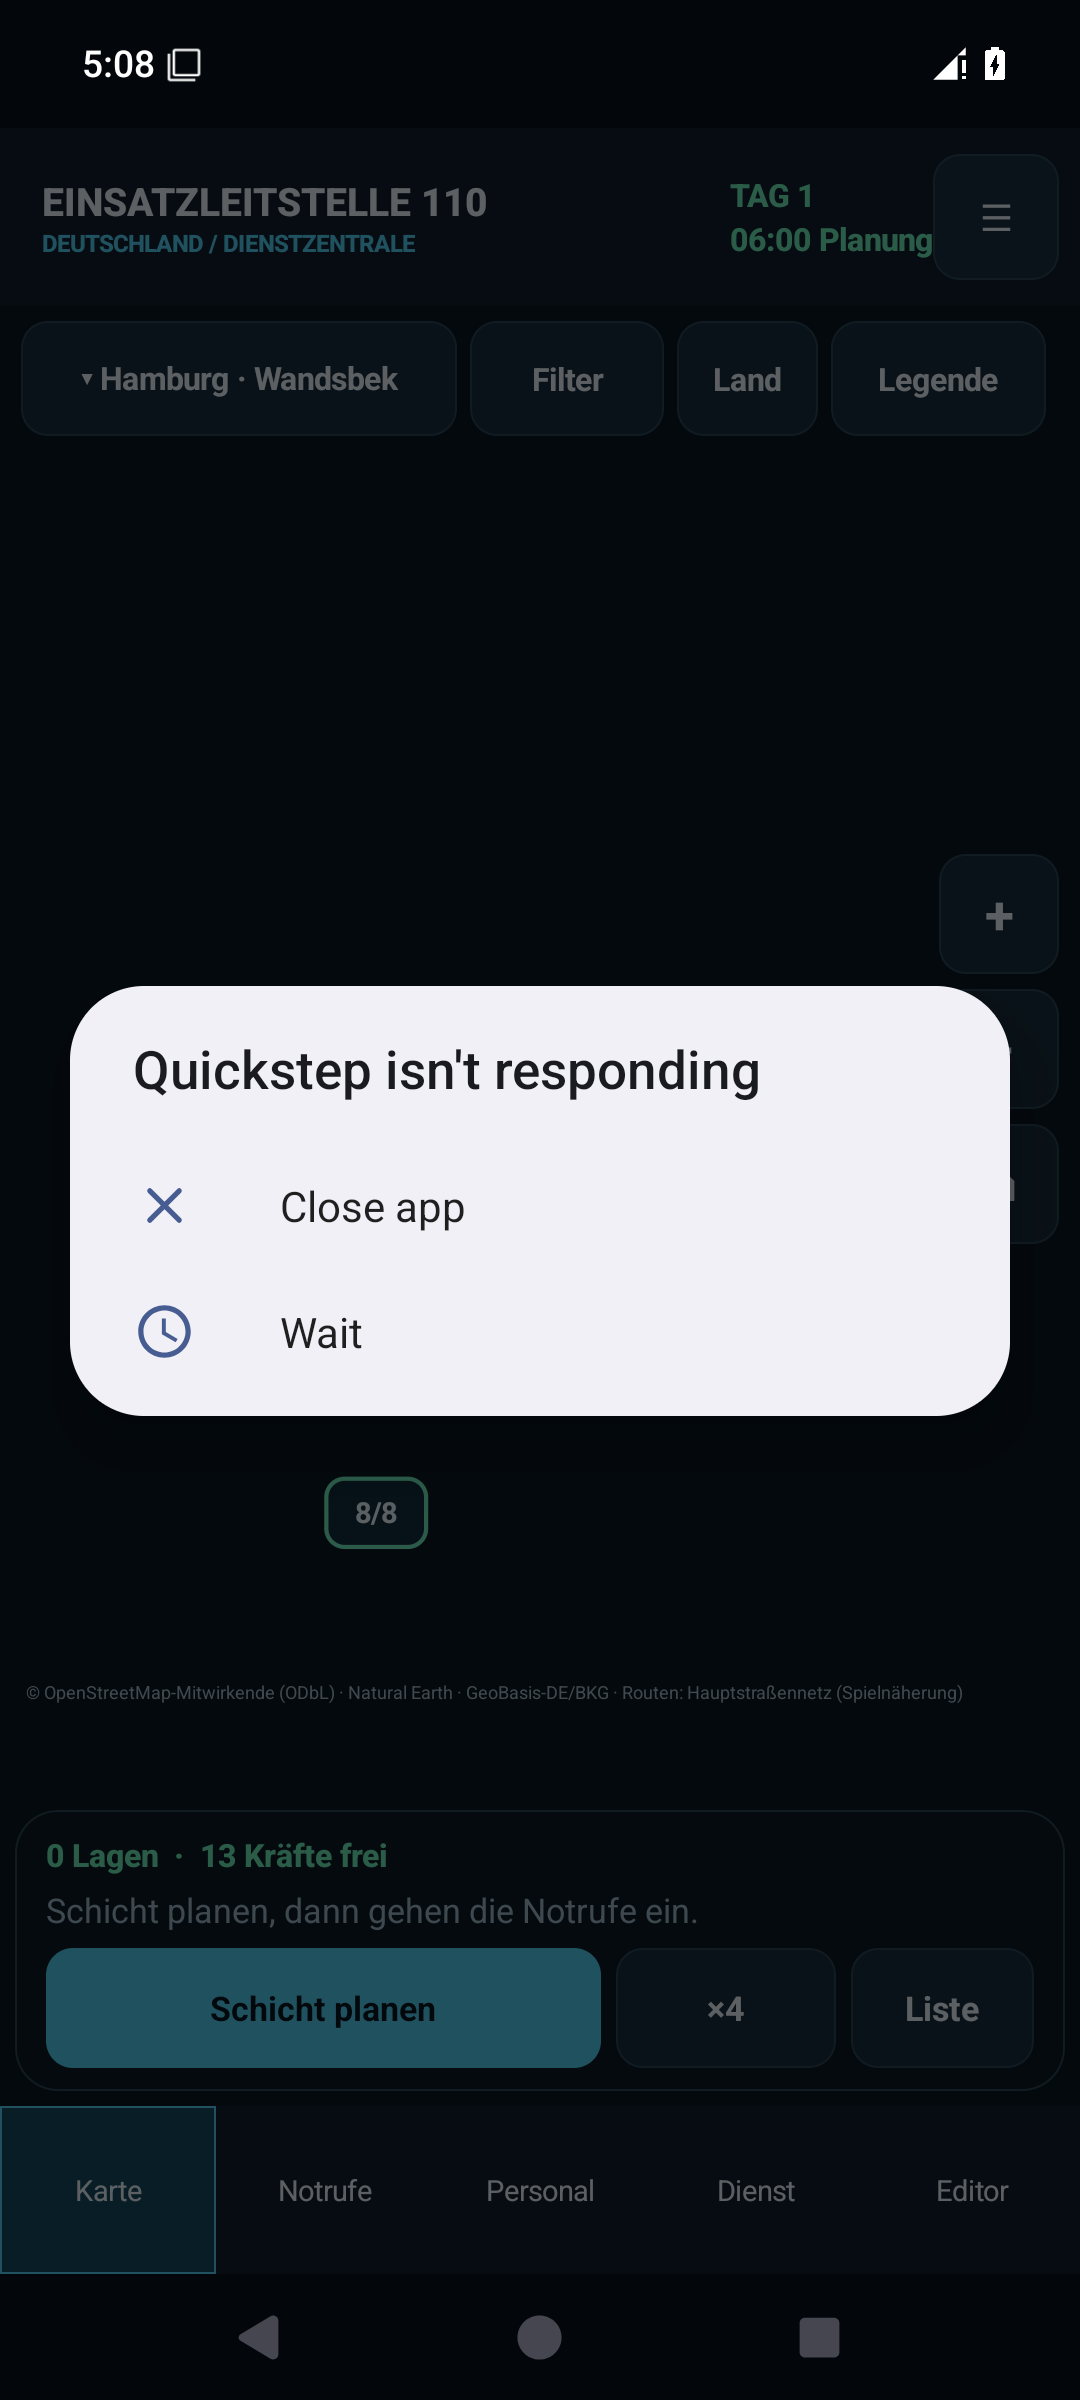 5:08
EINSATZLEITSTELLE 110
DEUTSCHLAND / DIENSTZENTRALE
TAG 1
06:00 Planung
▾ Hamburg · Wandsbek
Filter
Land
Legende
+
Quickstep isn't responding
Close app
Wait
8/8
© OpenStreetMap-Mitwirkende (ODbL) · Natural Earth · GeoBasis-DE/BKG · Routen: Hauptstraßennetz (Spielnäherung)
0 Lagen · 13 Kräfte frei
Schicht planen, dann gehen die Notrufe ein.
Schicht planen
×4
Liste
Karte
Notrufe
Personal
Dienst
Editor